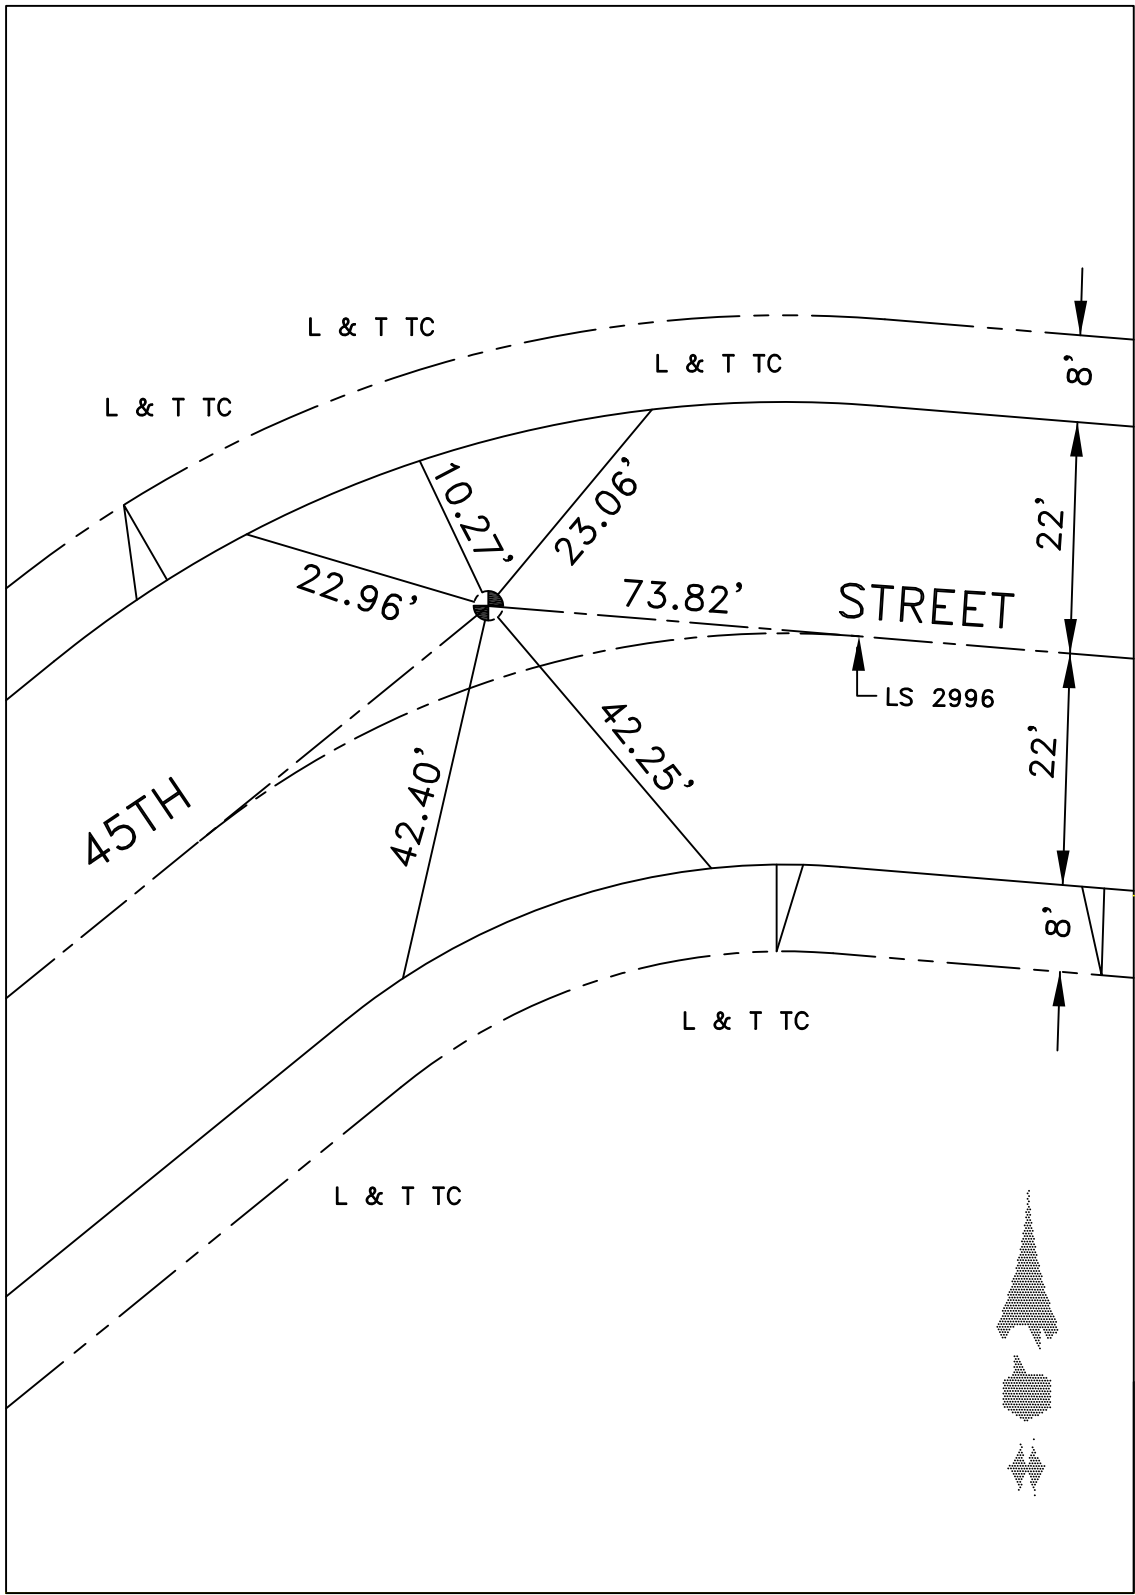 L & T TC
L & T TC
L & T TC
8'
10.27'
23.06'
22'
22.96'
73.82'
STREET
LS 2996
42.25'
22'
42.40'
45TH
8'
L & T TC
L & T TC